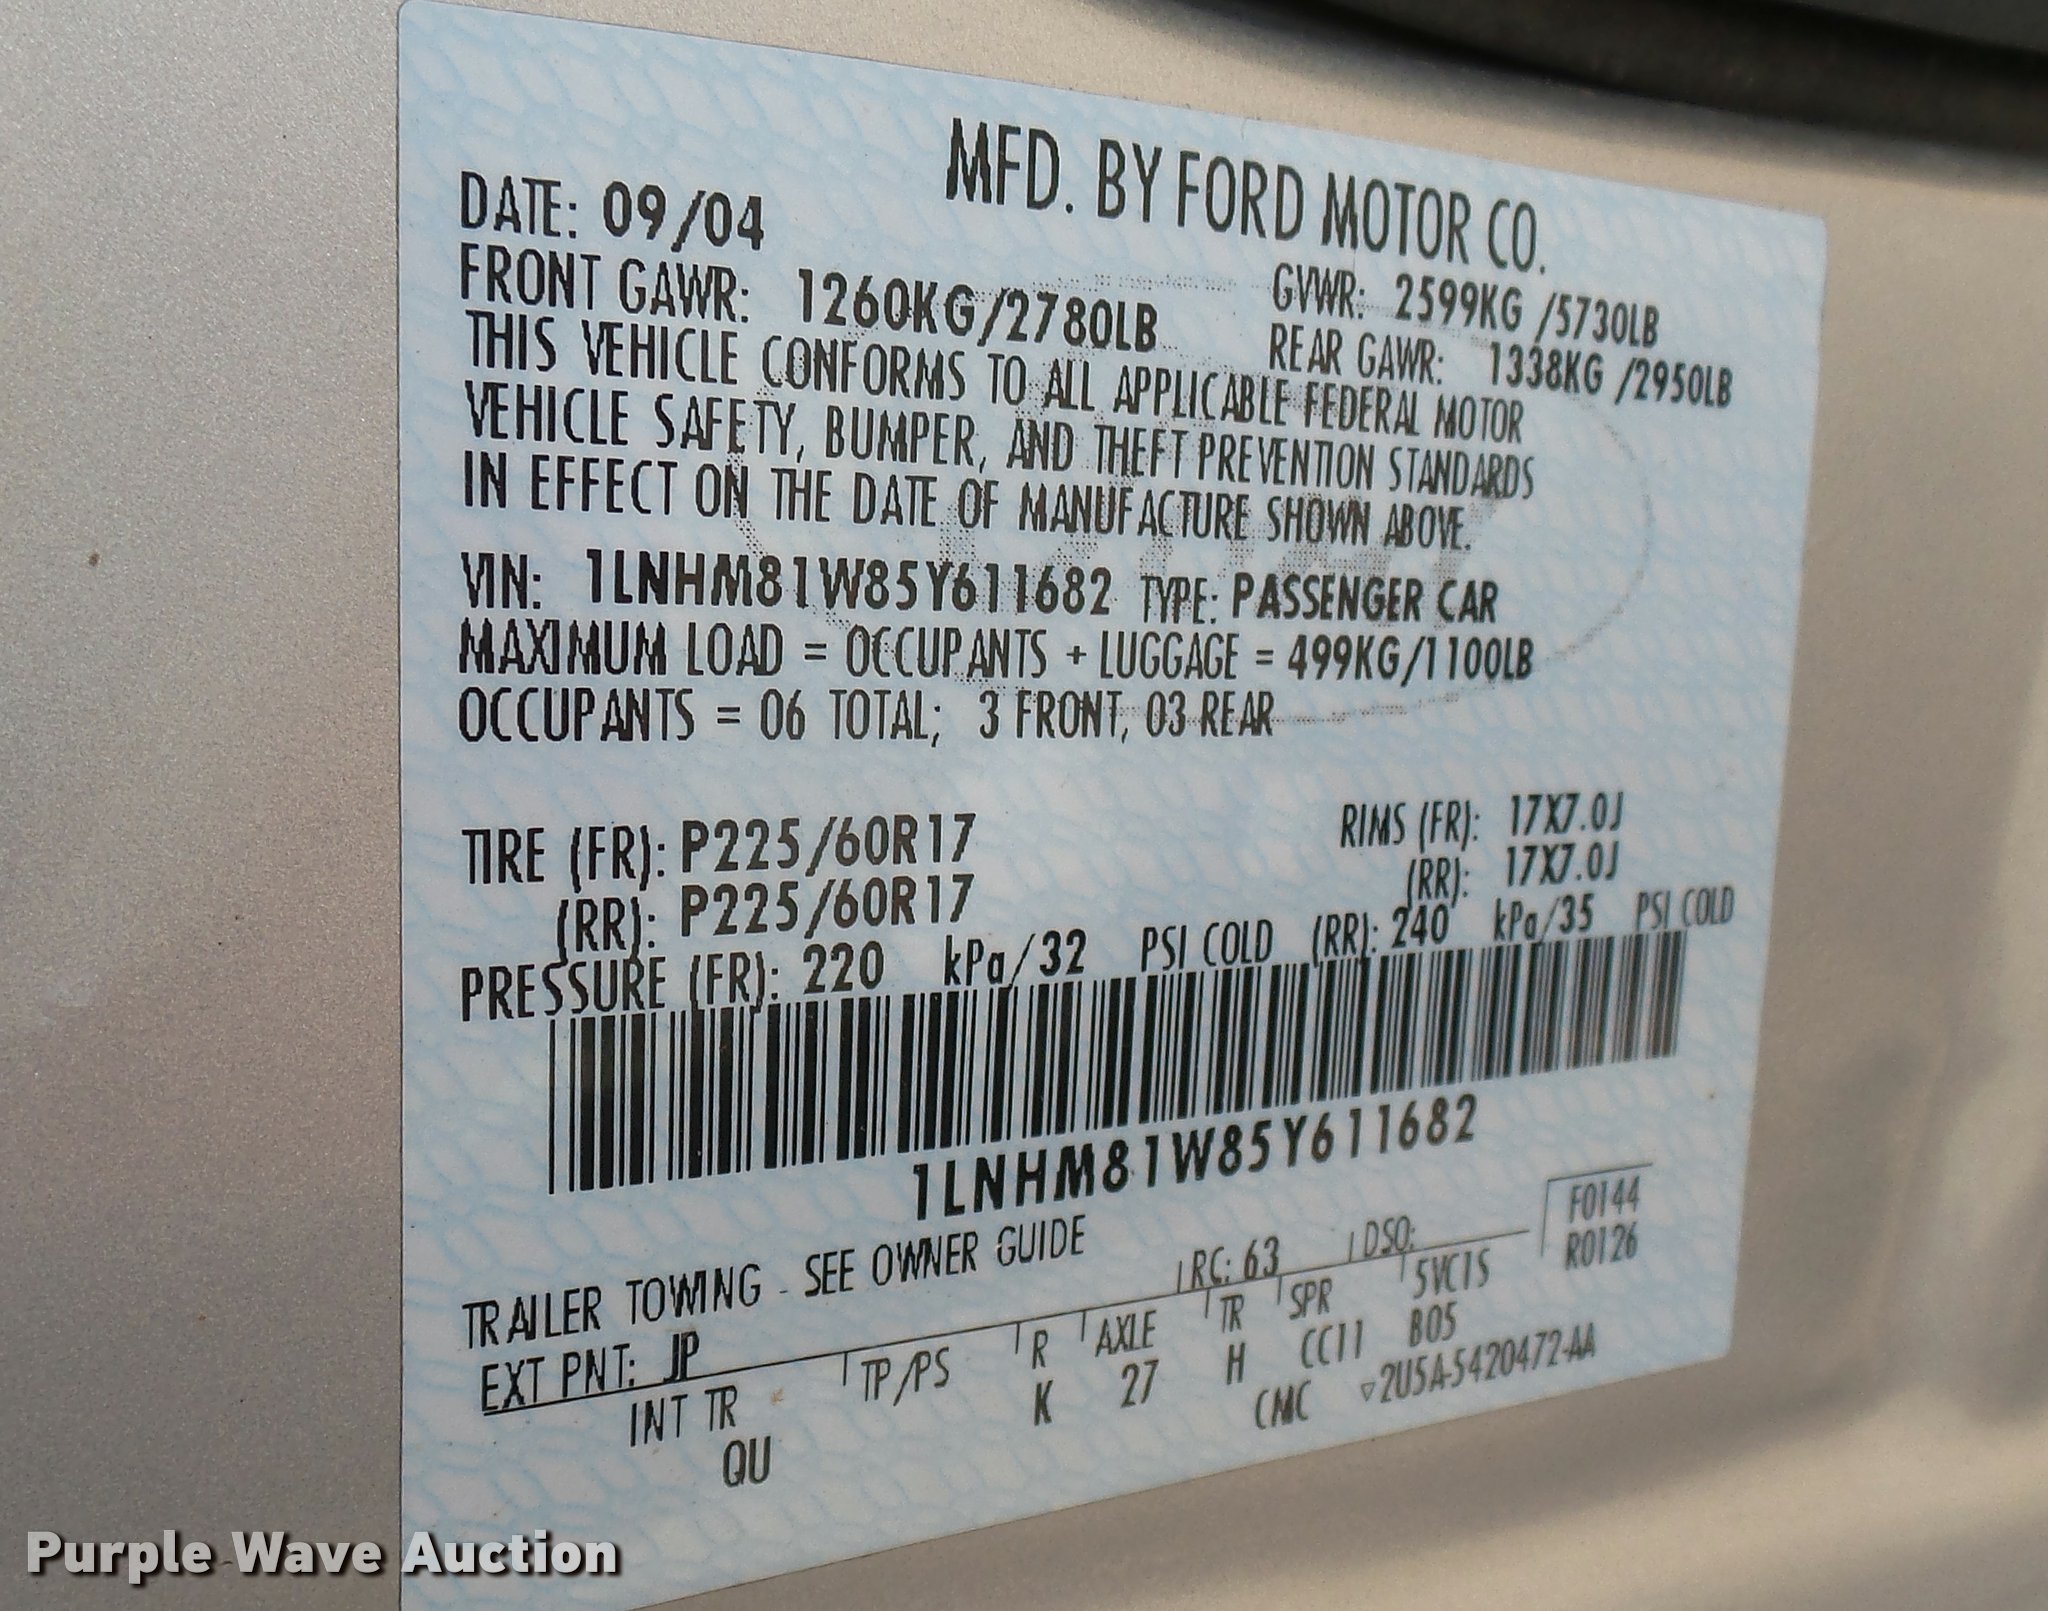 MFD. BY FORD MOTOR CO.
DATE: 09/04
GVWR: 2599KG /5730LB
FRONT GAWR: 1260KG/2780LB
REAR GAWR: 1338KG /2950LB
THIS VEHICLE CONFORMS TO ALL APPLICABLE FEDERAL MOTOR
VEHICLE SAFETY, BUMPER, AND THEFT PREVENTION STANDARDS
IN EFFECT ON THE DATE OF MANUFACTURE SHOWN ABOVE.
VIN: 1LNHM81W85Y611682 TYPE: PASSENGER CAR
MAXIMUM LOAD = OCCUPANTS + LUGGAGE = 499KG/1100LB
OCCUPANTS = 06 TOTAL; 3 FRONT, 03 REAR
TIRE (FR): P225/60R17 RIMS (FR): 17X7.0J
(RR): P225/60R17 (RR): 17X7.0J
PRESSURE (FR): 220 kPa/32 PSI COLD (RR): 240 kPa/35 PSI COLD
1LNHM81W85Y611682
TRAILER TOWING - SEE OWNER GUIDE
F0144
R0126
EXT PNT: JP RC: 63 DSO:
INT TR TP/PS R AXLE TR SPR 5VC1S
QU K 27 H CC11 B05
CMC ▽2U5A-5420472-AA
Purple Wave Auction